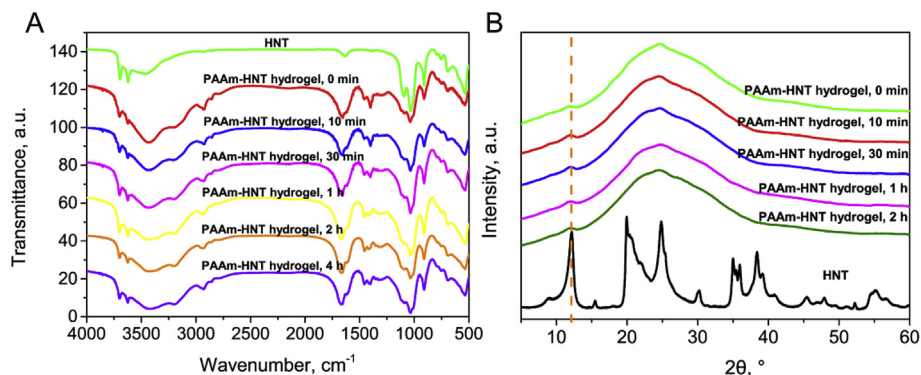 A
Transmittance, a.u.
140
120
100
80
60
40
20
0
HNT
PAAm-HNT hydrogel, 0 min
PAAm-HNT hydrogel, 10 min
PAAm-HNT hydrogel, 30 min
PAAm-HNT hydrogel, 1 h
PAAm-HNT hydrogel, 2 h
PAAm-HNT hydrogel, 4 h
4000 3500 3000 2500 2000 1500 1000 500
Wavenumber, cm-1
B
Intensity, a.u.
PAAm-HNT hydrogel, 0 min
PAAm-HNT hydrogel, 10 min
PAAm-HNT hydrogel, 30 min
PAAm-HNT hydrogel, 1 h
PAAm-HNT hydrogel, 2 h
HNT
10 20 30 40 50 60
2θ, °